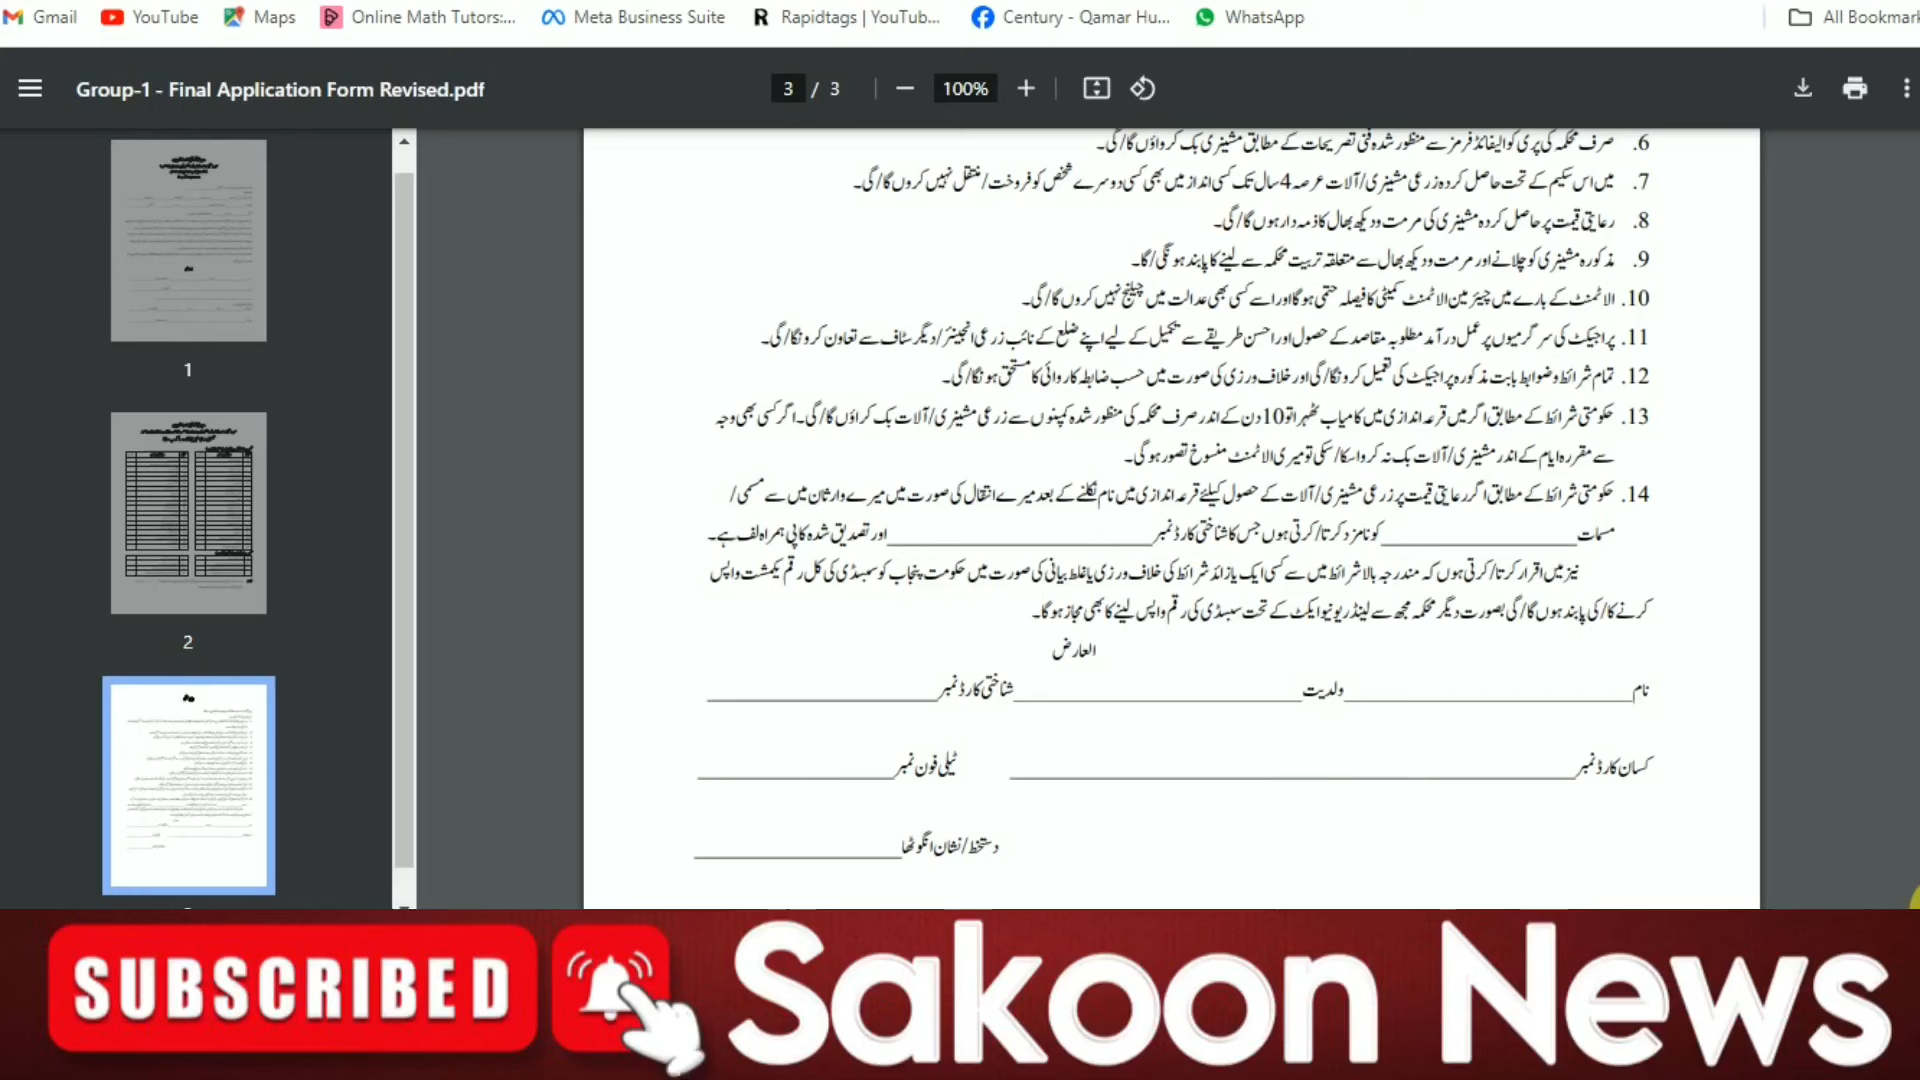 Gmail YouTube Maps Online Math Tutors:... Meta Business Suite Rapidtags | YouTub... Century - Qamar Hu... WhatsApp All Bookmark
Group-1 - Final Application Form Revised.pdf 3 / 3 100%
1
2
6. صرف محکمہ کی پری کوالیفائڈ فرمز سے منظور شدہ فنی تصریحات کے مطابق مشینری بک کرواؤں گا/گی۔
7. میں اس سکیم کے تحت حاصل کردہ زرعی مشینری/آلات عرصہ 4 سال تک کسی انداز میں بھی کسی دوسرے شخص کو فروخت/منتقل نہیں کروں گا/گی۔
8. رعایتی قیمت پر حاصل کردہ مشینری کی مرمت و دیکھ بھال کا ذمہ دار ہوں گا/گی۔
9. مذکورہ مشینری کو چلانے اور مرمت و دیکھ بھال سے متعلقہ تربیت محکمہ سے لینے کا پابند ہونگی/گا۔
10. الاٹمنٹ کے بارے میں چیئرمین الاٹمنٹ کمیٹی کا فیصلہ حتمی ہوگا اور اسے کسی بھی عدالت میں چیلنج نہیں کروں گا/گی۔
11. پراجیکٹ کی سرگرمیوں پر عمل درآمد مطلوبہ مقاصد کے حصول اور احسن طریقے سے تکمیل کے لیے اپنے ضلع کے نائب زرعی انجینئر/دیگر سٹاف سے تعاون کرونگا/گی۔
12. تمام شرائط و ضوابط بابت مذکورہ پراجیکٹ کی تعمیل کرونگا/گی اور خلاف ورزی کی صورت میں حسب ضابطہ کاروائی کا مستحق ہونگا/گی۔
13. حکومتی شرائط کے مطابق اگر میں قرعہ اندازی میں کامیاب ٹھہرا تو 10 دن کے اندر صرف محکمہ کی منظور شدہ کمپنوں سے زرعی مشینری/آلات بک کراؤں گا/گی۔ اگر کسی بھی وجہ
سے مقررہ ایام کے اندر مشینری/آلات بک نہ کرواسکا/سکی تو میری الاٹمنٹ منسوخ تصور ہوگی۔
14. حکومتی شرائط کے مطابق اگر رعایتی قیمت پر زرعی مشینری/آلات کے حصول کیلئے قرعہ اندازی میں نام نکلنے کے بعد میرے انتقال کی صورت میں میرے وارثان میں سے مسمی/
مسمات ____________ کو نامزد کرتا/کرتی ہوں جس کا شناختی کارڈ نمبر ____________ اور تصدیق شدہ کاپی ہمراہ لف ہے۔
نیز میں اقرار کرتا/کرتی ہوں کہ مندرجہ بالا شرائط میں سے کسی ایک یا زائد شرائط کی خلاف ورزی یا غلط بیانی کی صورت میں حکومت پنجاب کو سبسڈی کی کل رقم یکمشت واپس
کرنے کا/کی پابند ہوں گا/گی بصورت دیگر محکمہ مجھ سے لینڈ ریونیو ایکٹ کے تحت سبسڈی کی رقم واپس لینے کا بھی مجاز ہوگا۔
العارض
نام ____________ ولدیت ____________ شناختی کارڈ نمبر ____________
کسان کارڈ نمبر ____________ ٹیلی فون نمبر ____________
دستخط/نشان انگوٹھا ____________
SUBSCRIBED Sakoon News